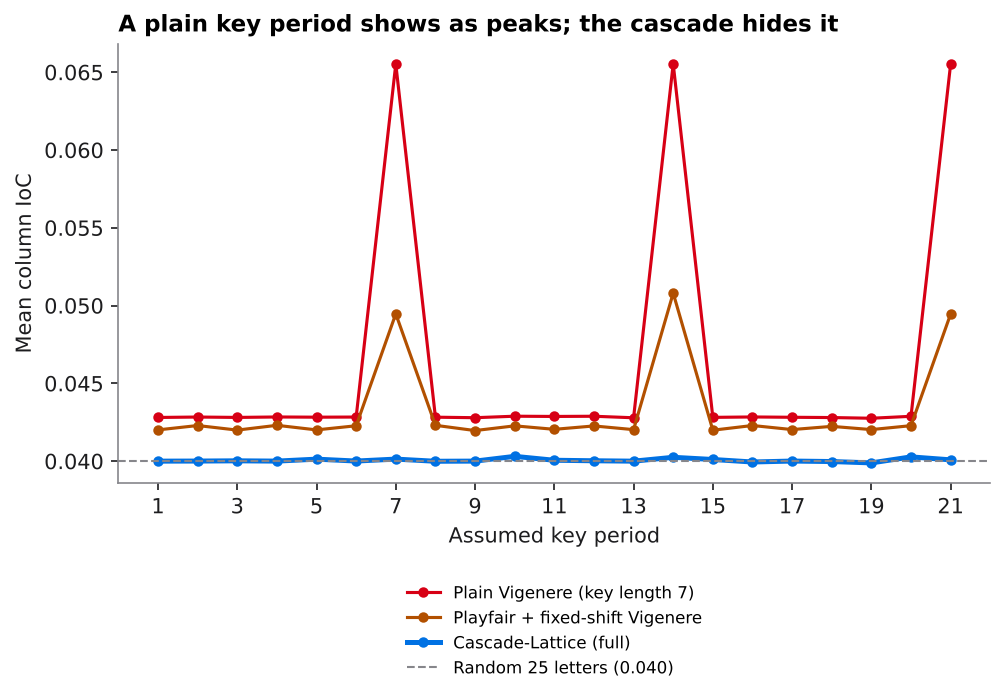 A plain key period shows as peaks; the cascade hides it
0.065
0.060
0.055
0.050
0.045
0.040
Mean column IoC
1 3 5 7 9 11 13 15 17 19 21
Assumed key period
Plain Vigenere (key length 7)
Playfair + fixed-shift Vigenere
Cascade-Lattice (full)
Random 25 letters (0.040)